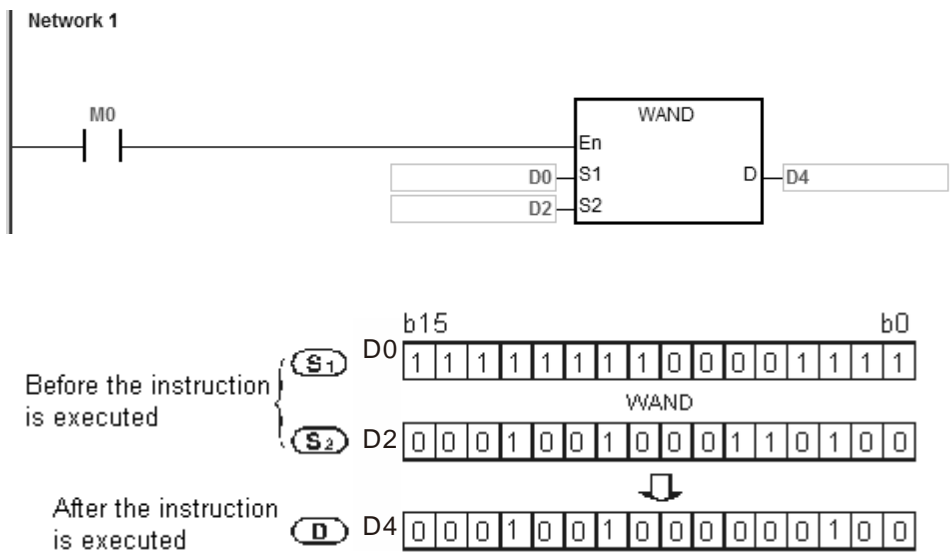 Network 1
M0
WAND
En
D0 S1 D D4
D2 S2
b15 b0
S1 D0 1 1 1 1 1 1 1 1 0 0 0 0 1 1 1 1
Before the instruction
is executed
WAND
S2 D2 0 0 0 1 0 0 1 0 0 0 1 1 0 1 0 0
After the instruction
is executed
D D4 0 0 0 1 0 0 1 0 0 0 0 0 0 1 0 0